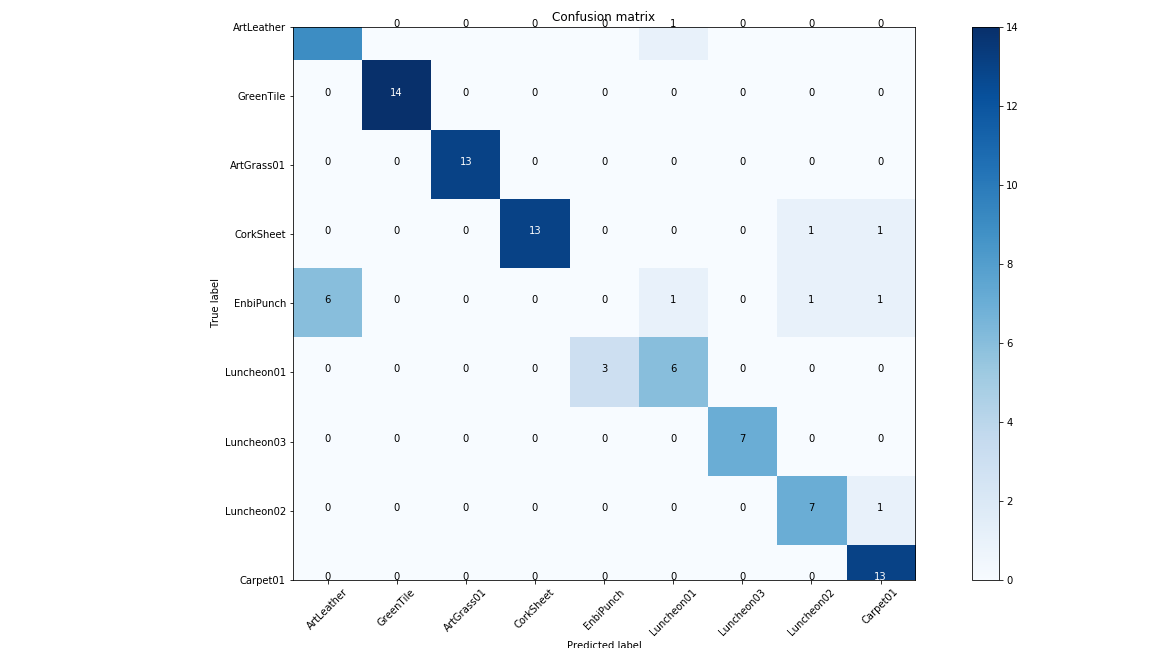 Confusion matrix
ArtLeather 0 0 0 0 1 0 0 0
GreenTile 0 14 0 0 0 0 0 0 0
ArtGrass01 0 0 13 0 0 0 0 0 0
CorkSheet 0 0 0 13 0 0 0 1 1
EnbiPunch 6 0 0 0 0 1 0 1 1
Luncheon01 0 0 0 0 3 6 0 0 0
Luncheon03 0 0 0 0 0 0 7 0 0
Luncheon02 0 0 0 0 0 0 0 7 1
Carpet01 0 0 0 0 0 0 0 0 13
True label
ArtLeather GreenTile ArtGrass01 CorkSheet EnbiPunch Luncheon01 Luncheon03 Luncheon02 Carpet01
Predicted label
14
12
10
8
6
4
2
0